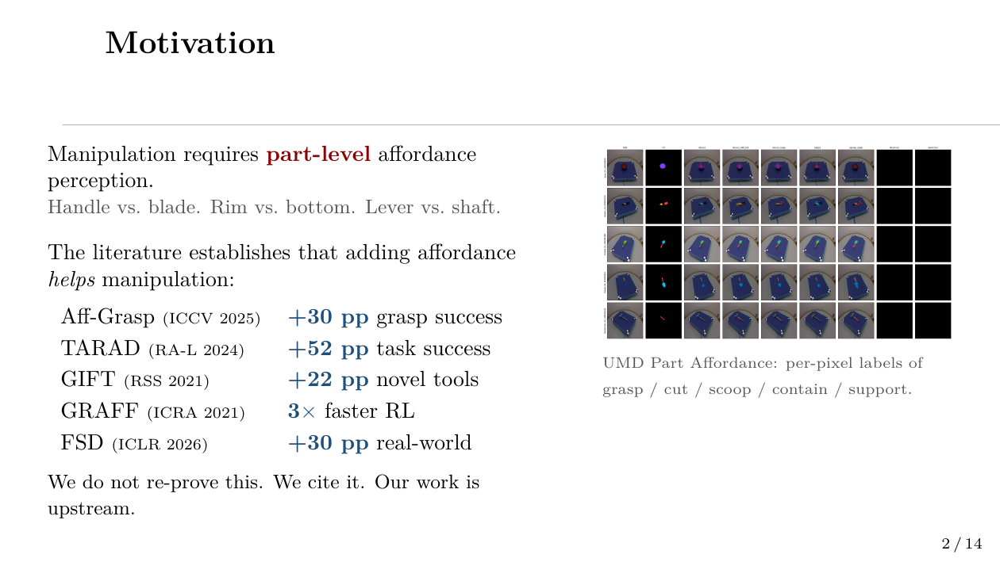 Motivation
Manipulation requires part-level affordance
perception.
Handle vs. blade. Rim vs. bottom. Lever vs. shaft.
The literature establishes that adding affordance
helps manipulation:
Aff-Grasp (ICCV 2025) +30 pp grasp success
TARAD (RA-L 2024) +52 pp task success
GIFT (RSS 2021) +22 pp novel tools
GRAFF (ICRA 2021) 3× faster RL
FSD (ICLR 2026) +30 pp real-world
We do not re-prove this. We cite it. Our work is
upstream.
UMD Part Affordance: per-pixel labels of
grasp / cut / scoop / contain / support.
2 / 14